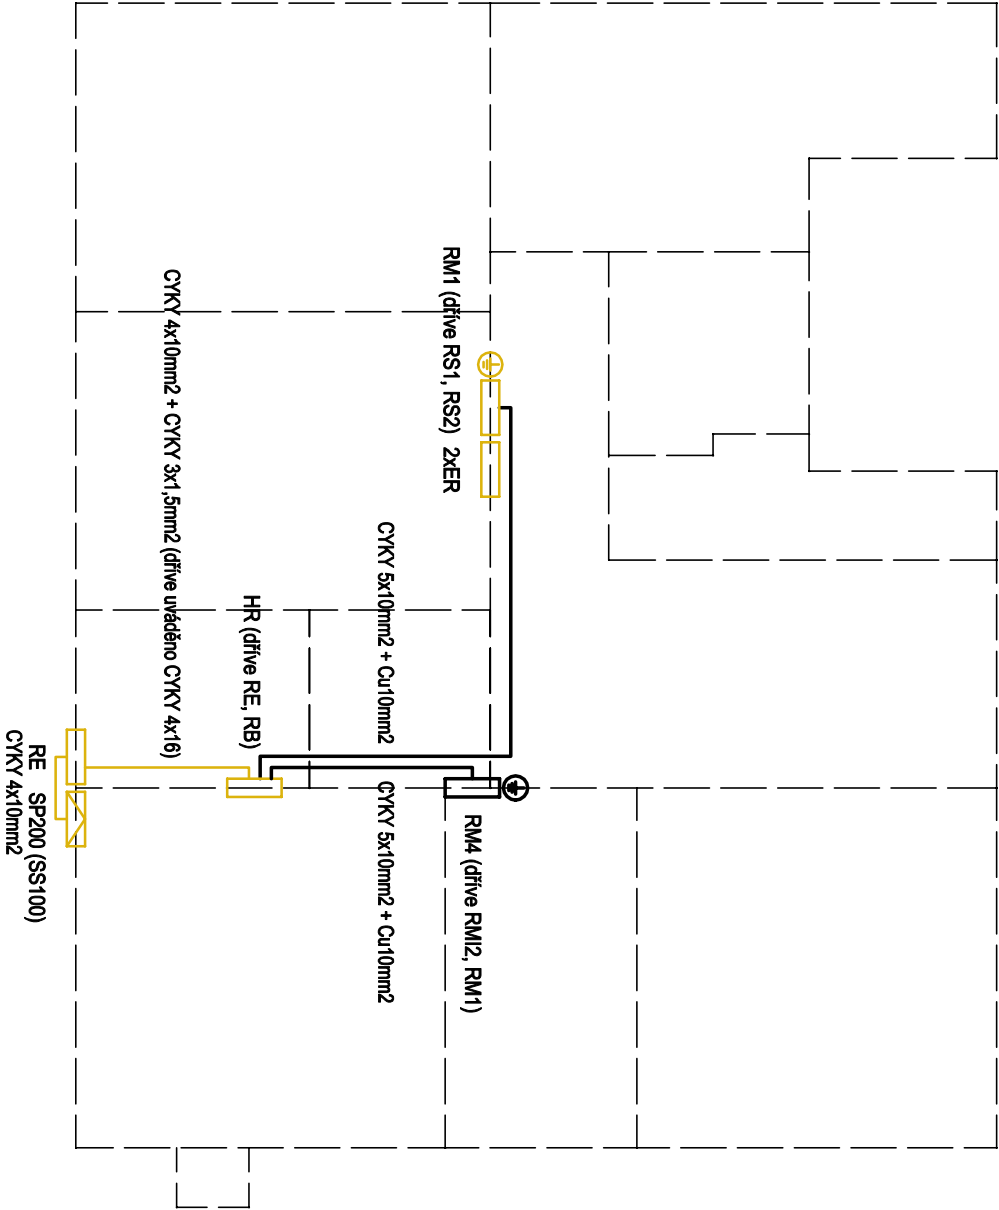 RM1 (dříve RS1, RS2)   2xER
RM4 (dříve RMI2, RM1)
CYKY 5x10mm2 + Cu10mm2
CYKY 5x10mm2 + Cu10mm2
HR (dříve RE, RB)
CYKY 4x10mm2 + CYKY 3x1,5mm2 (dříve uváděno CYKY 4x16)
RE   SP200 (SS100)
CYKY 4x10mm2